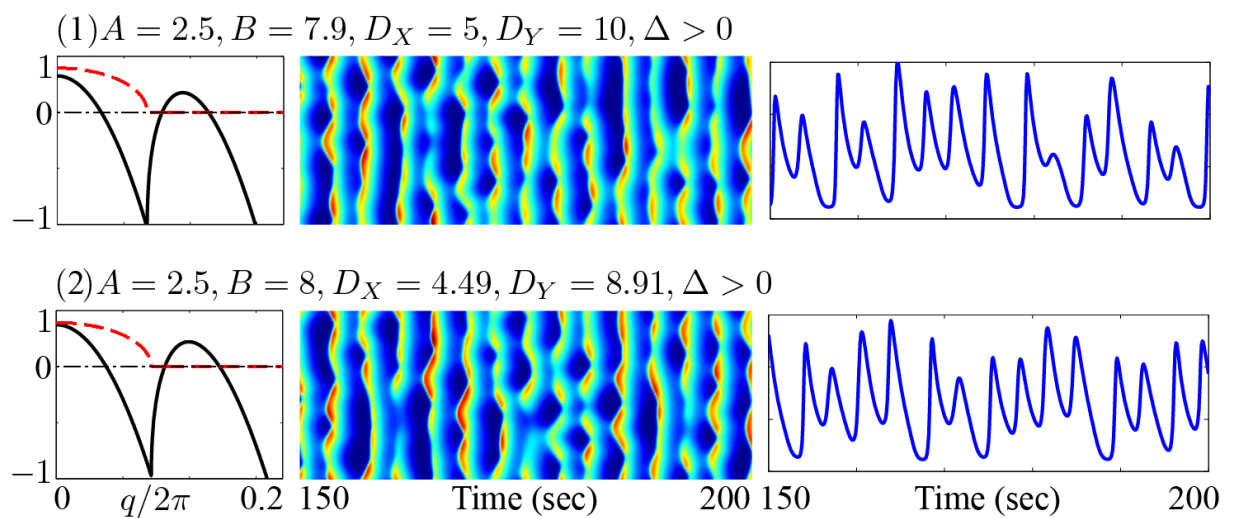 (1)A = 2.5, B = 7.9, D_X = 5, D_Y = 10, Δ > 0
1
0
−1
(2)A = 2.5, B = 8, D_X = 4.49, D_Y = 8.91, Δ > 0
1
0
−1
0 q/2π 0.2 150 Time (sec) 200 150 Time (sec) 200